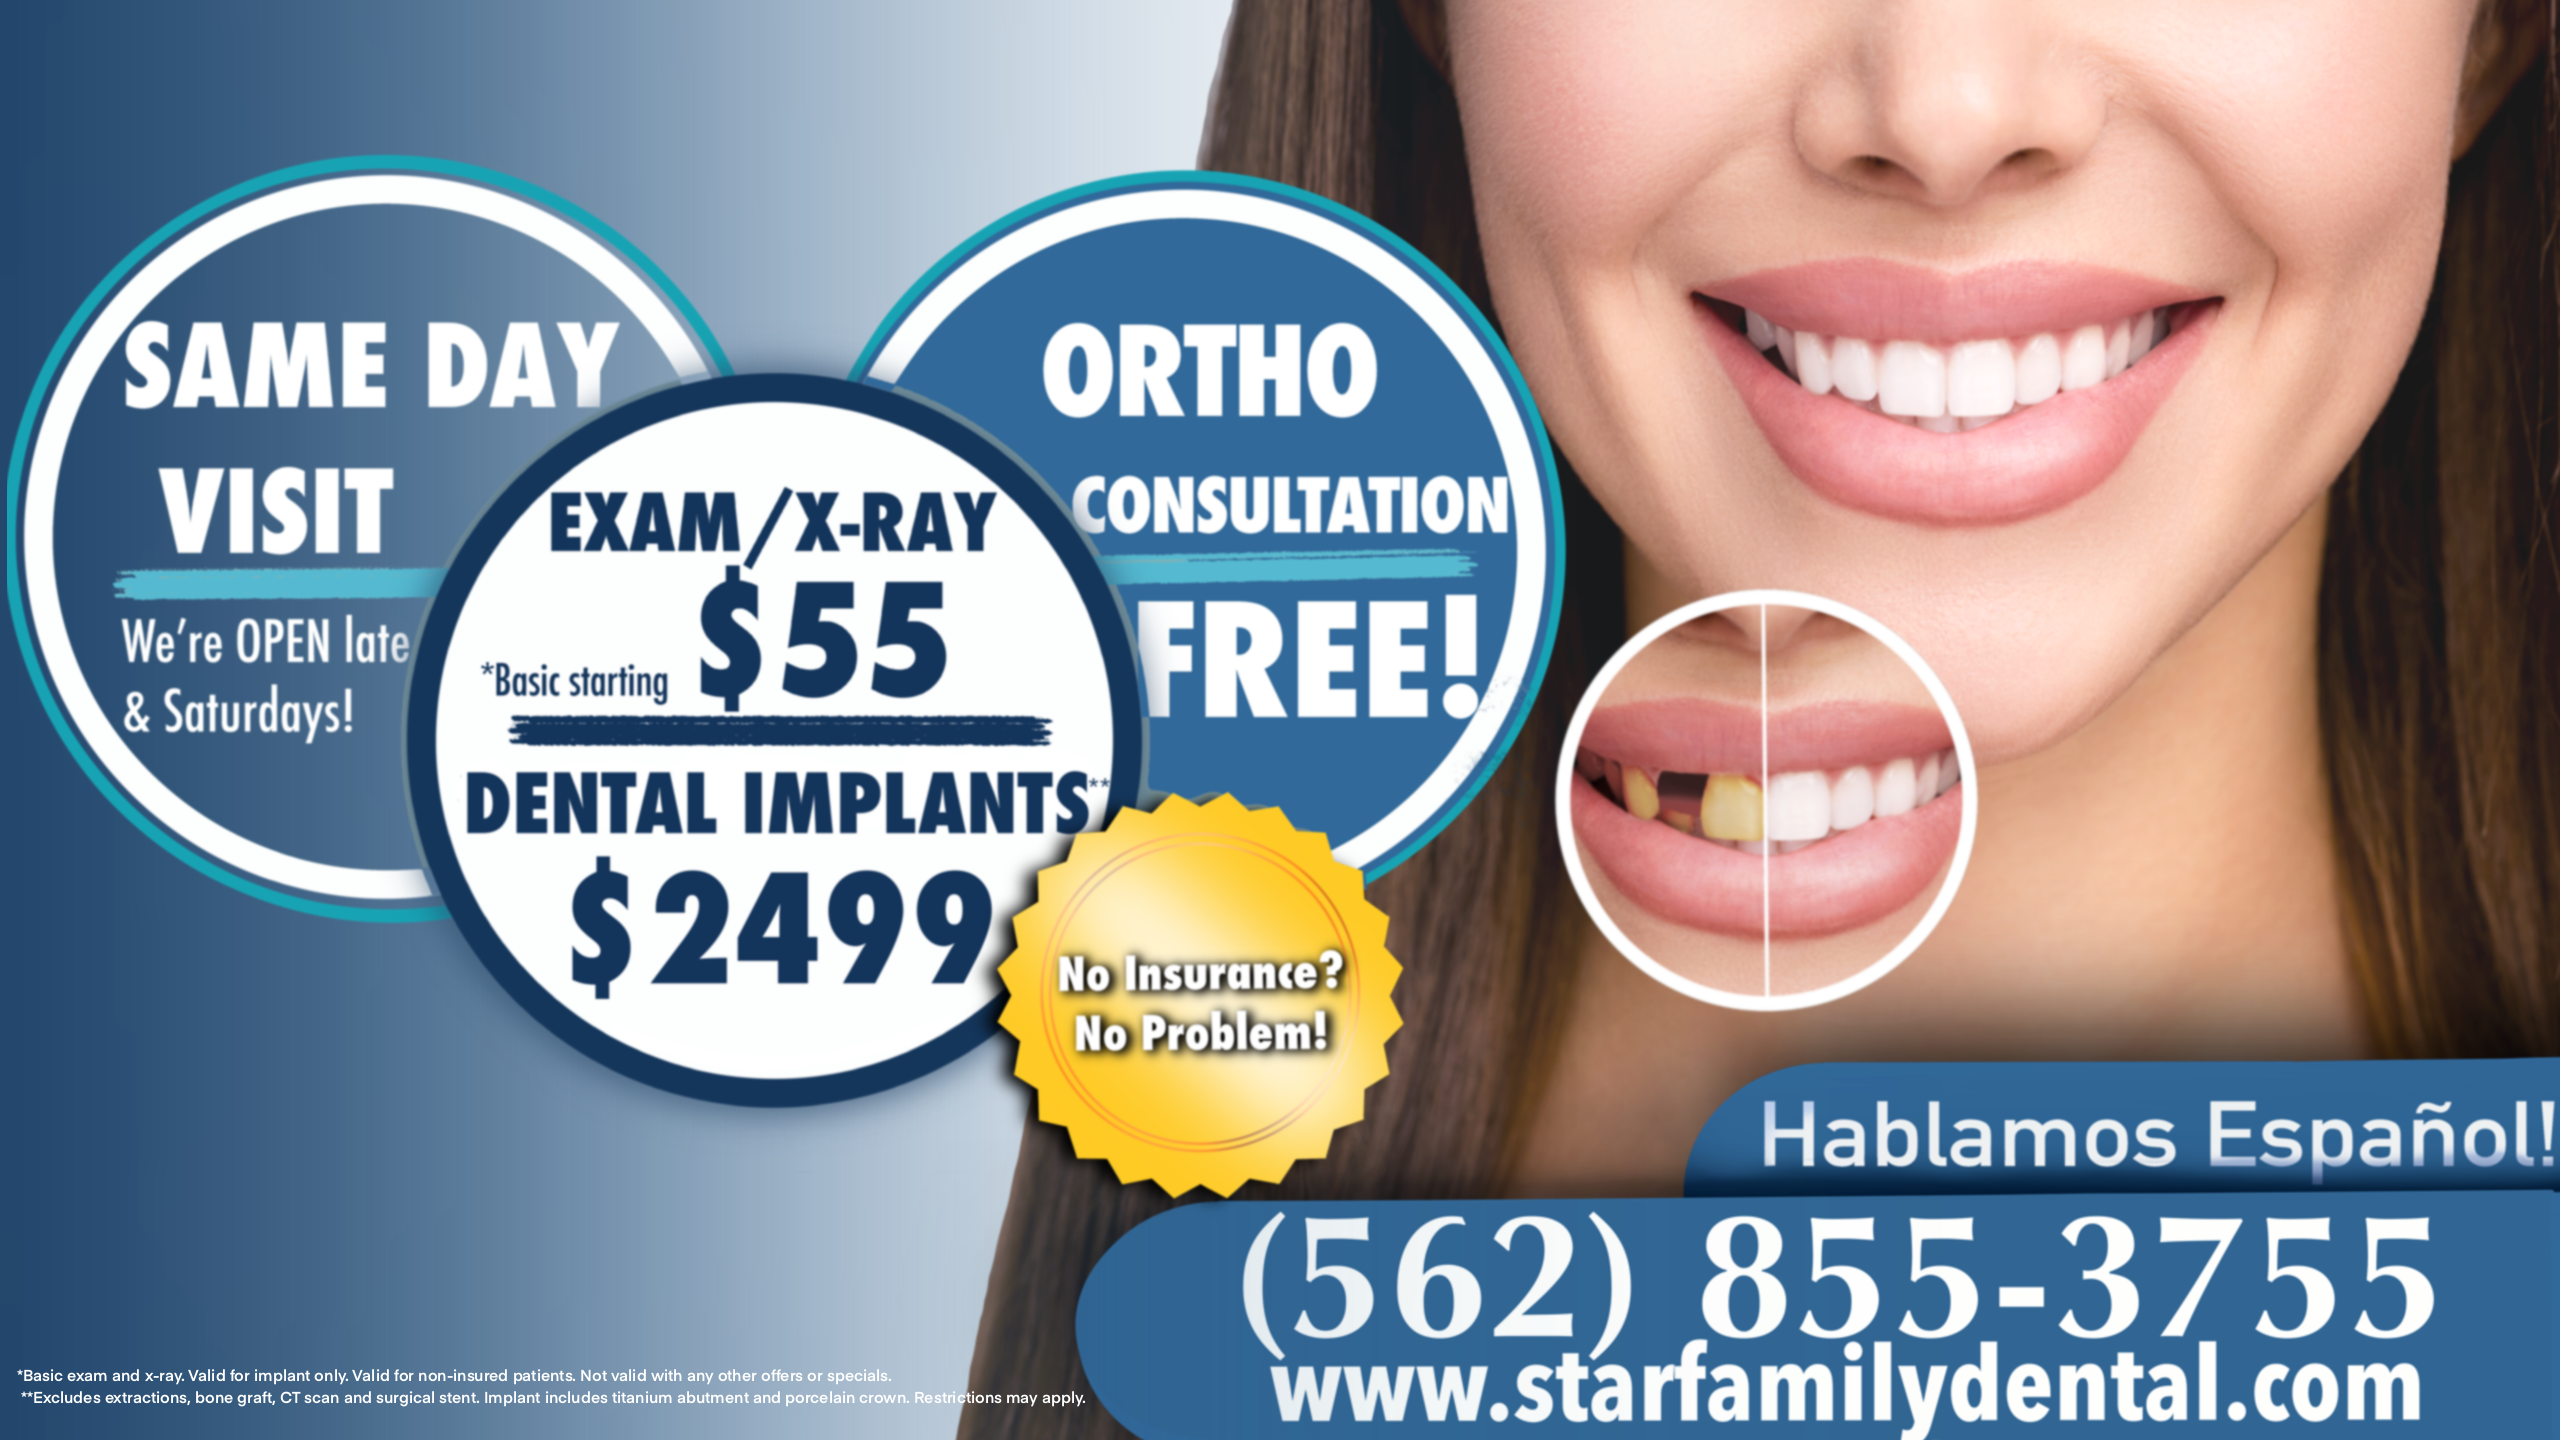 SAME DAY
VISIT
We're OPEN late
& Saturdays!
EXAM/X-RAY
*Basic starting $55
DENTAL IMPLANTS**
$2499
ORTHO
CONSULTATION
FREE!
No Insurance?
No Problem!
Hablamos Español!
(562) 855-3755
www.starfamilydental.com
*Basic exam and x-ray. Valid for implant only. Valid for non-insured patients. Not valid with any other offers or specials.
**Excludes extractions, bone graft, CT scan and surgical stent. Implant includes titanium abutment and porcelain crown. Restrictions may apply.